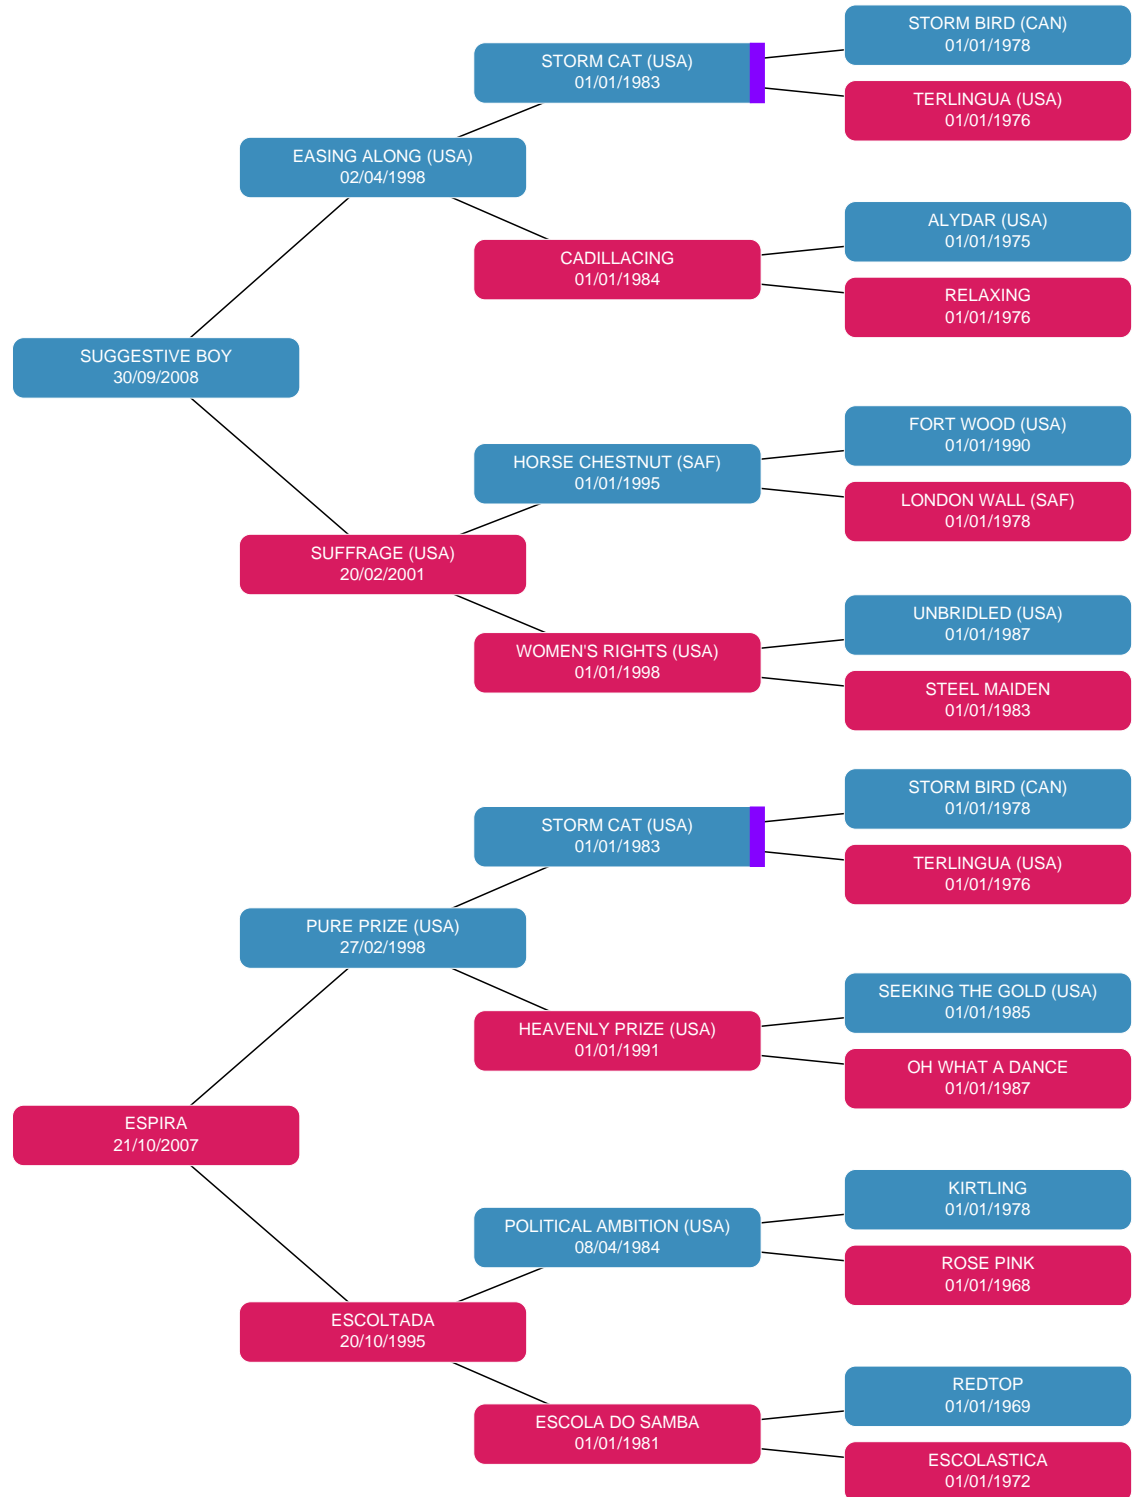 STORM BIRD (CAN)
01/01/1978
STORM CAT (USA)
01/01/1983
TERLINGUA (USA)
01/01/1976
EASING ALONG (USA)
02/04/1998
ALYDAR (USA)
01/01/1975
CADILLACING
01/01/1984
RELAXING
01/01/1976
SUGGESTIVE BOY
30/09/2008
FORT WOOD (USA)
01/01/1990
HORSE CHESTNUT (SAF)
01/01/1995
LONDON WALL (SAF)
01/01/1978
SUFFRAGE (USA)
20/02/2001
UNBRIDLED (USA)
01/01/1987
WOMEN'S RIGHTS (USA)
01/01/1998
STEEL MAIDEN
01/01/1983
STORM BIRD (CAN)
01/01/1978
STORM CAT (USA)
01/01/1983
TERLINGUA (USA)
01/01/1976
PURE PRIZE (USA)
27/02/1998
SEEKING THE GOLD (USA)
01/01/1985
HEAVENLY PRIZE (USA)
01/01/1991
OH WHAT A DANCE
01/01/1987
ESPIRA
21/10/2007
KIRTLING
01/01/1978
POLITICAL AMBITION (USA)
08/04/1984
ROSE PINK
01/01/1968
ESCOLTADA
20/10/1995
REDTOP
01/01/1969
ESCOLA DO SAMBA
01/01/1981
ESCOLASTICA
01/01/1972